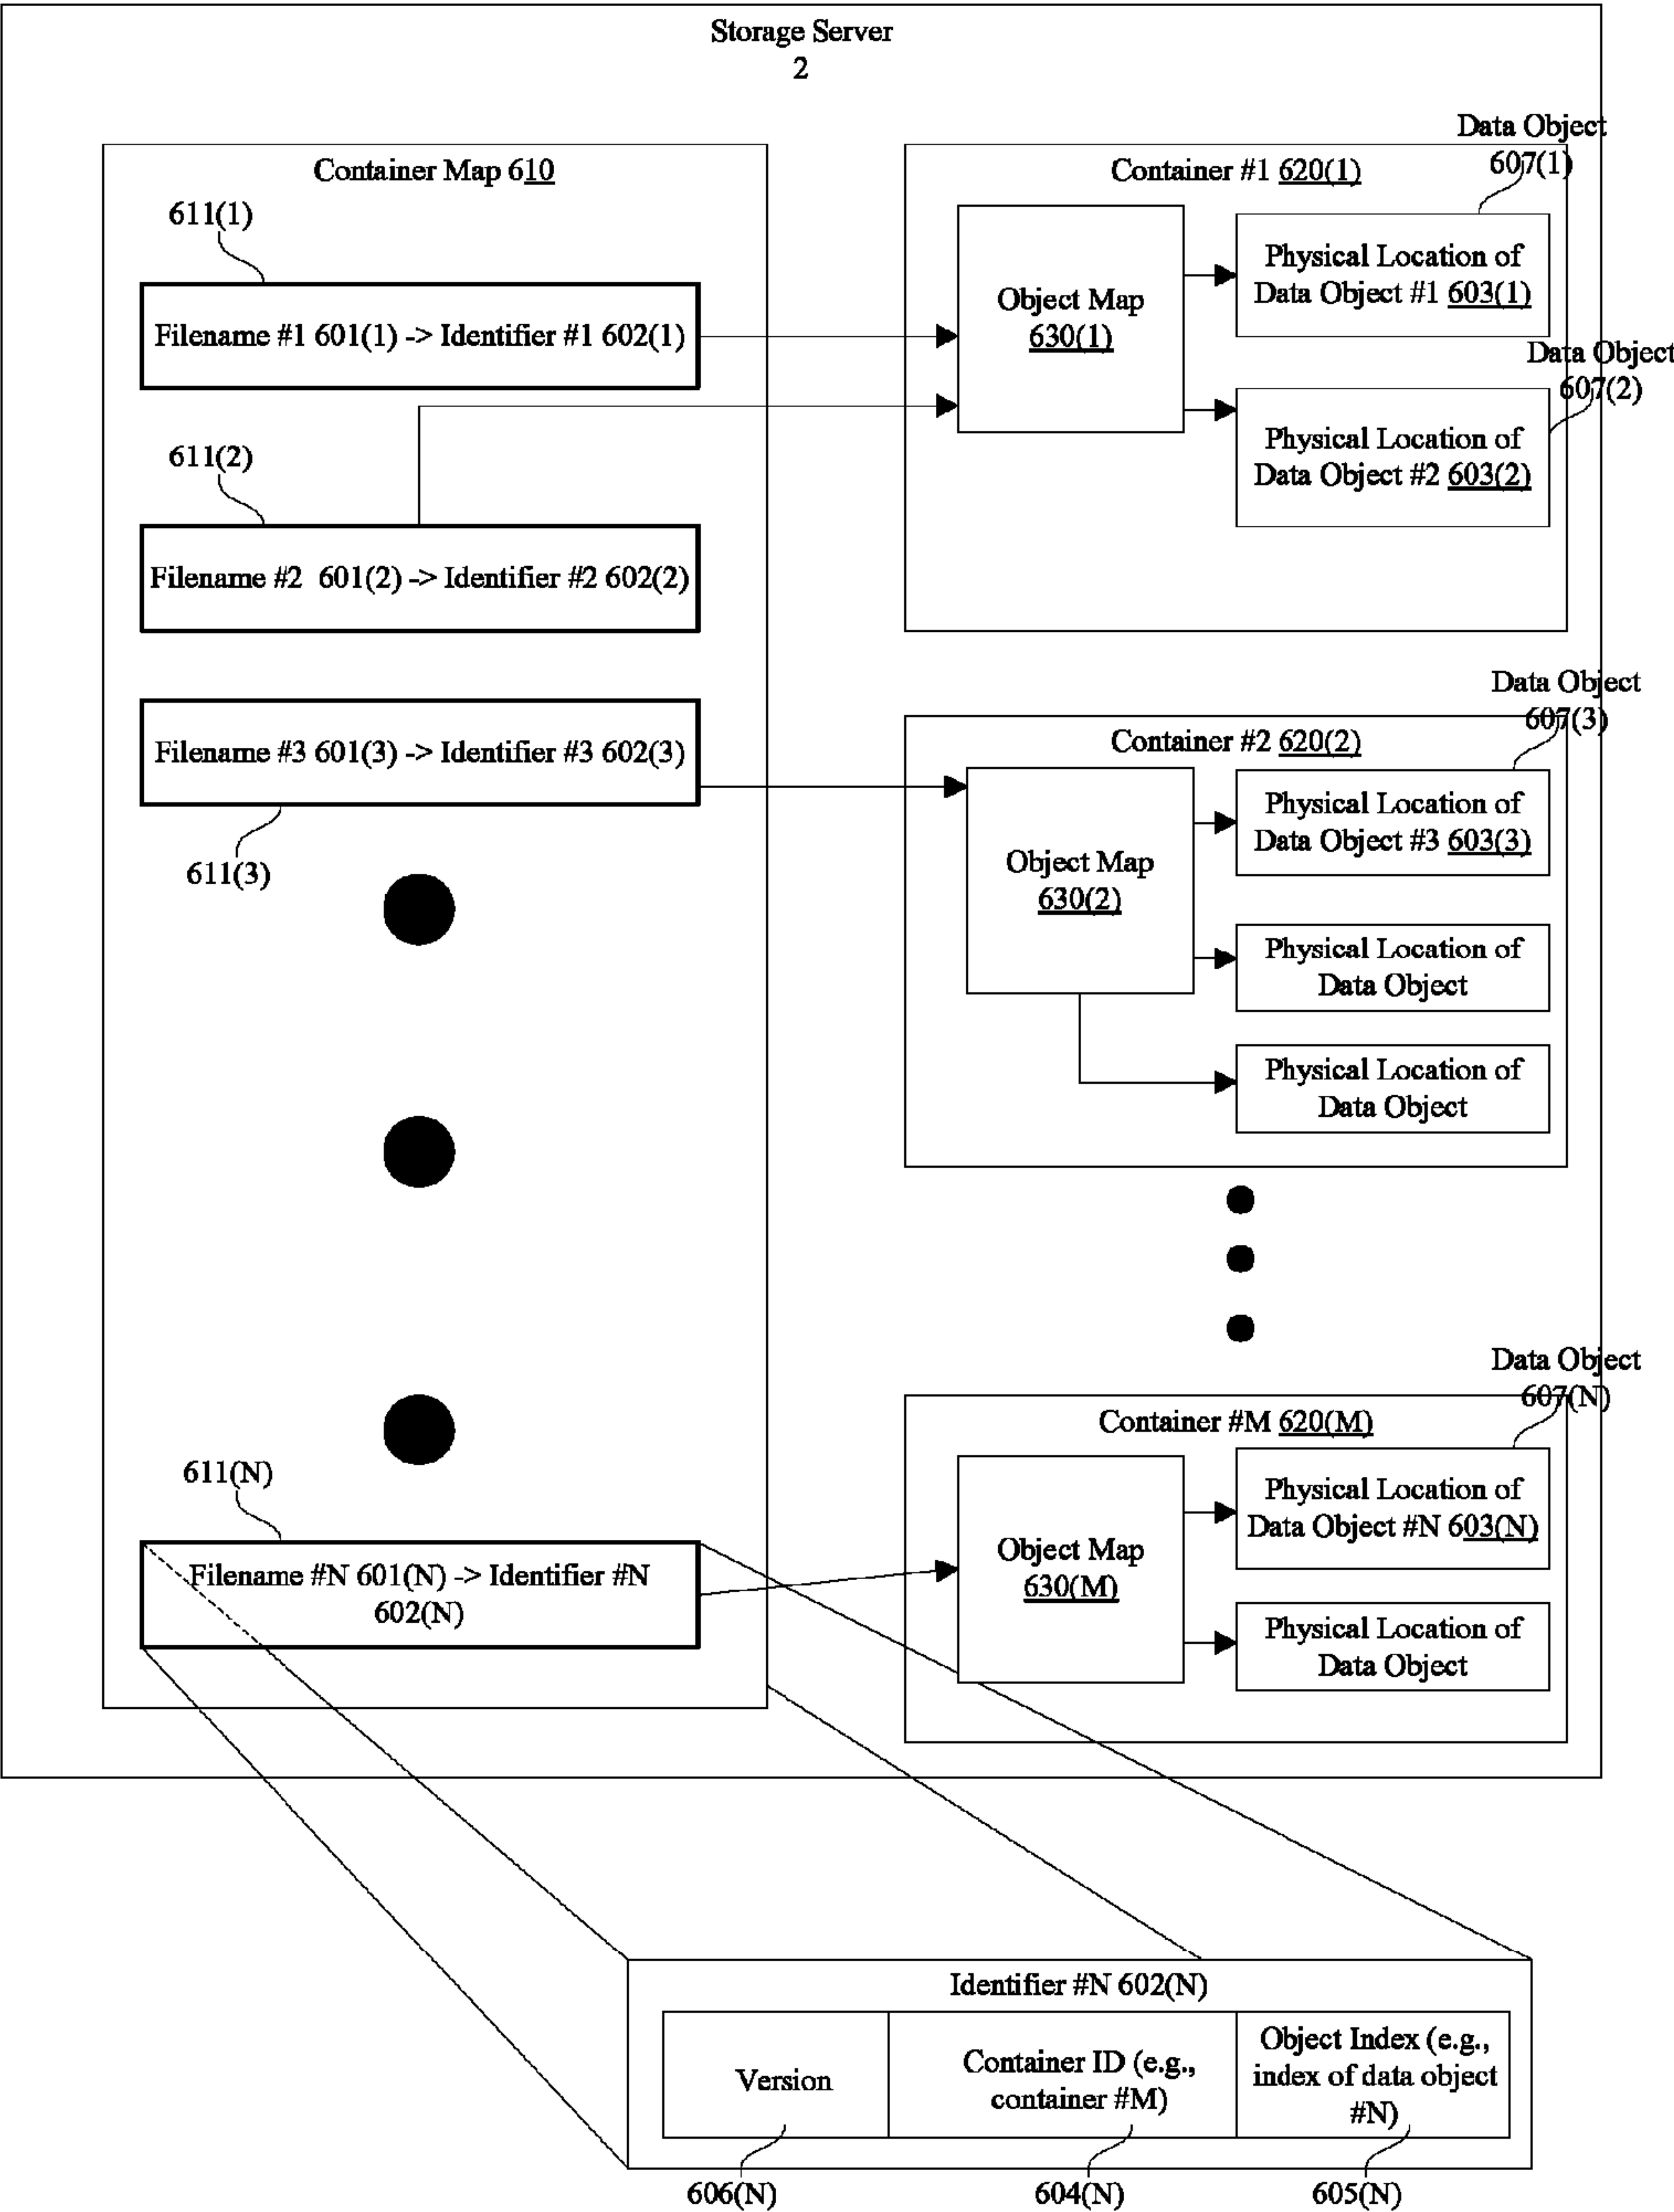 Storage Server
2
Container Map 610
611(1)
Filename #1 601(1) -> Identifier #1 602(1)
611(2)
Filename #2  601(2) -> Identifier #2 602(2)
Filename #3 601(3) -> Identifier #3 602(3)
611(3)
611(N)
Filename #N 601(N) -> Identifier #N
602(N)
Data Object
607(1)
Container #1 620(1)
Object Map
630(1)
Physical Location of
Data Object #1 603(1)
Data Object
607(2)
Physical Location of
Data Object #2 603(2)
Data Object
607(3)
Container #2 620(2)
Object Map
630(2)
Physical Location of
Data Object #3 603(3)
Physical Location of
Data Object
Physical Location of
Data Object
Data Object
607(N)
Container #M 620(M)
Object Map
630(M)
Physical Location of
Data Object #N 603(N)
Physical Location of
Data Object
Identifier #N 602(N)
Version
Container ID (e.g.,
container #M)
Object Index (e.g.,
index of data object
#N)
606(N)
604(N)
605(N)